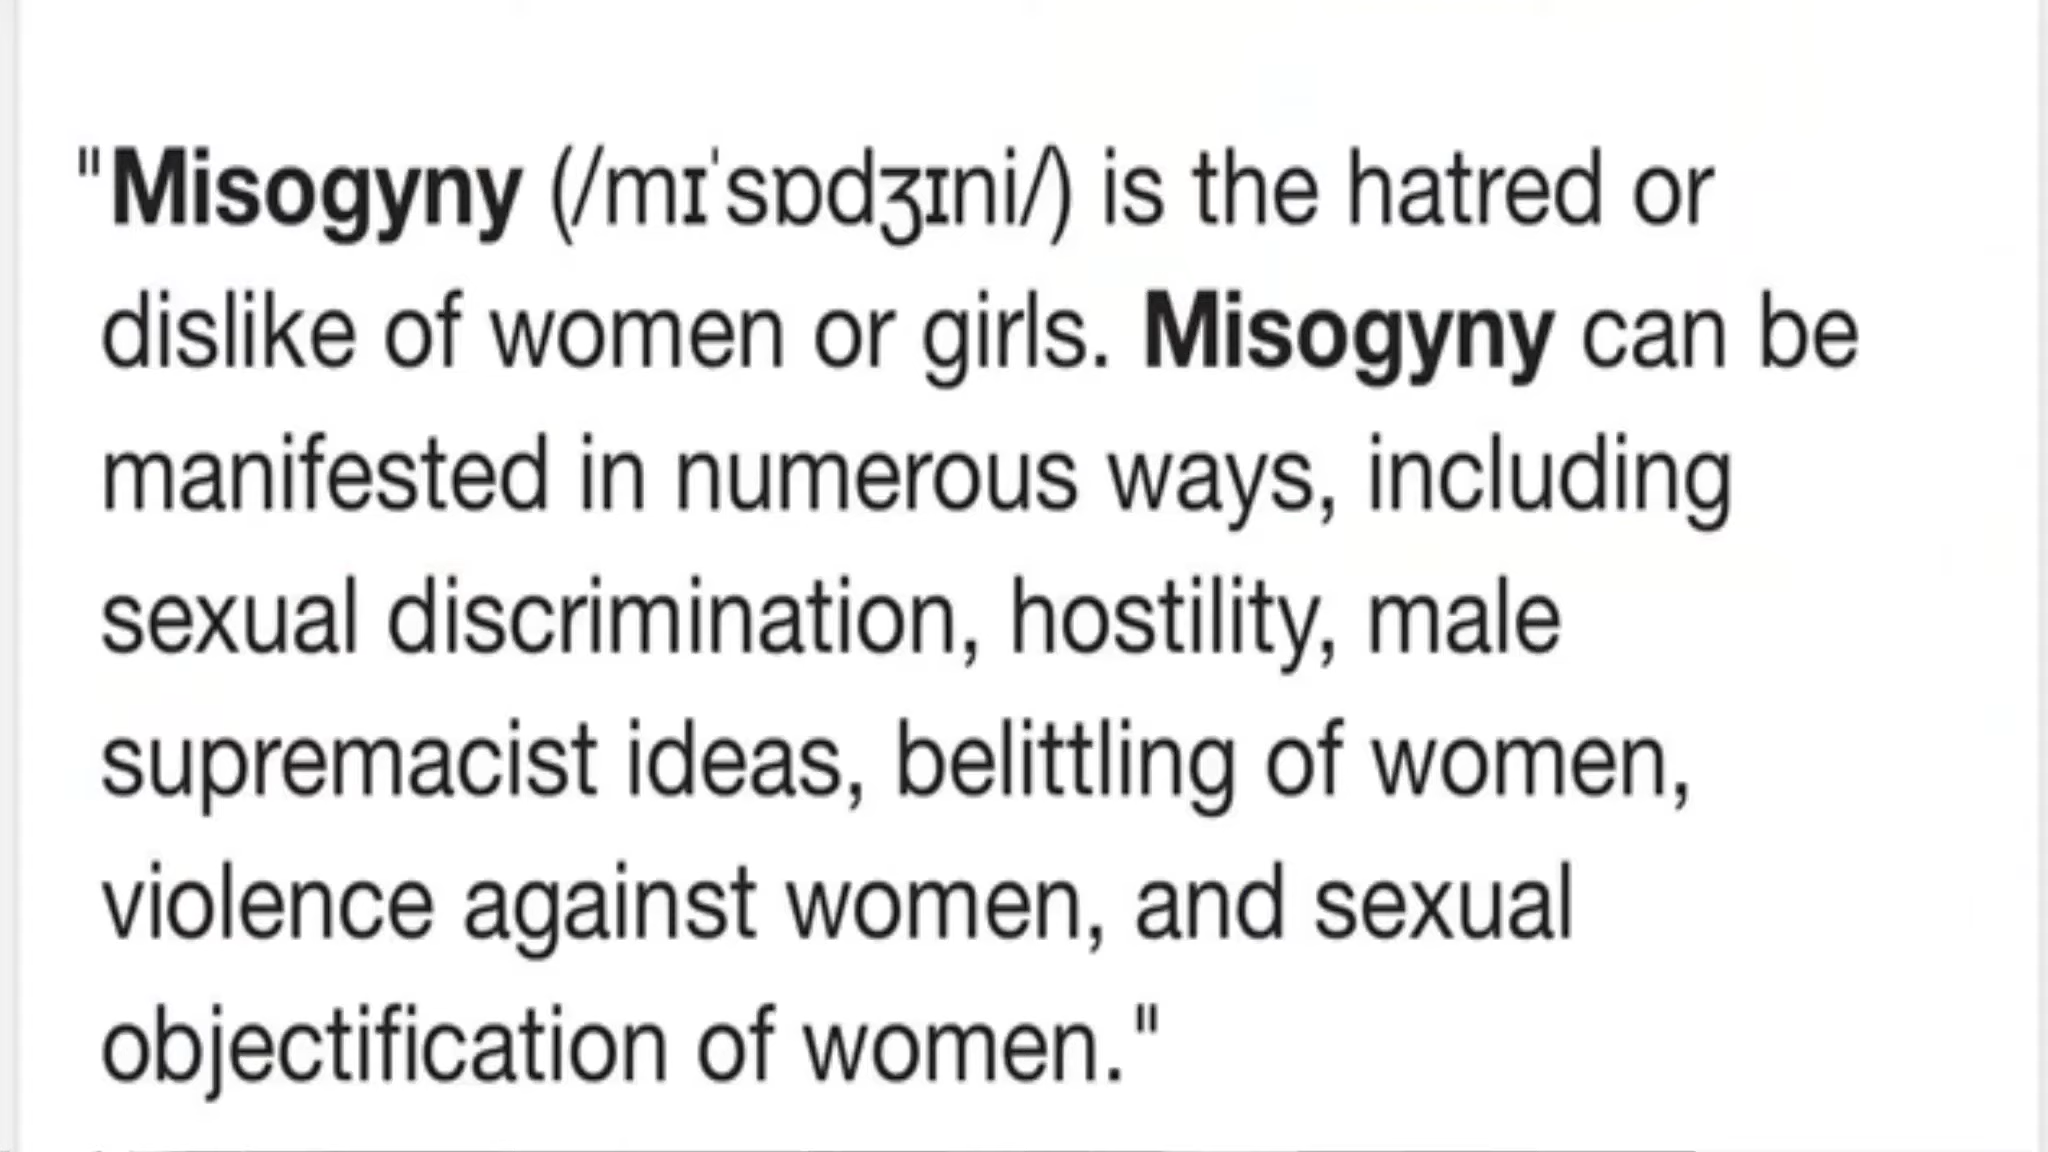 "Misogyny (/mɪˈsɒdʒɪni/) is the hatred or
dislike of women or girls. Misogyny can be
manifested in numerous ways, including
sexual discrimination, hostility, male
supremacist ideas, belittling of women,
violence against women, and sexual
objectification of women."